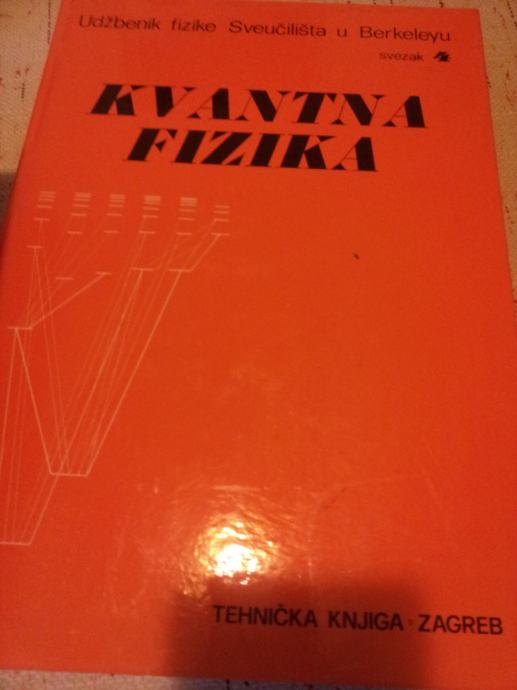 Udžbenik fizike Sveučilišta u Berkeleyu
svezak 4
KVANTNA
FIZIKA
TEHNIČKA KNJIGA · ZAGREB